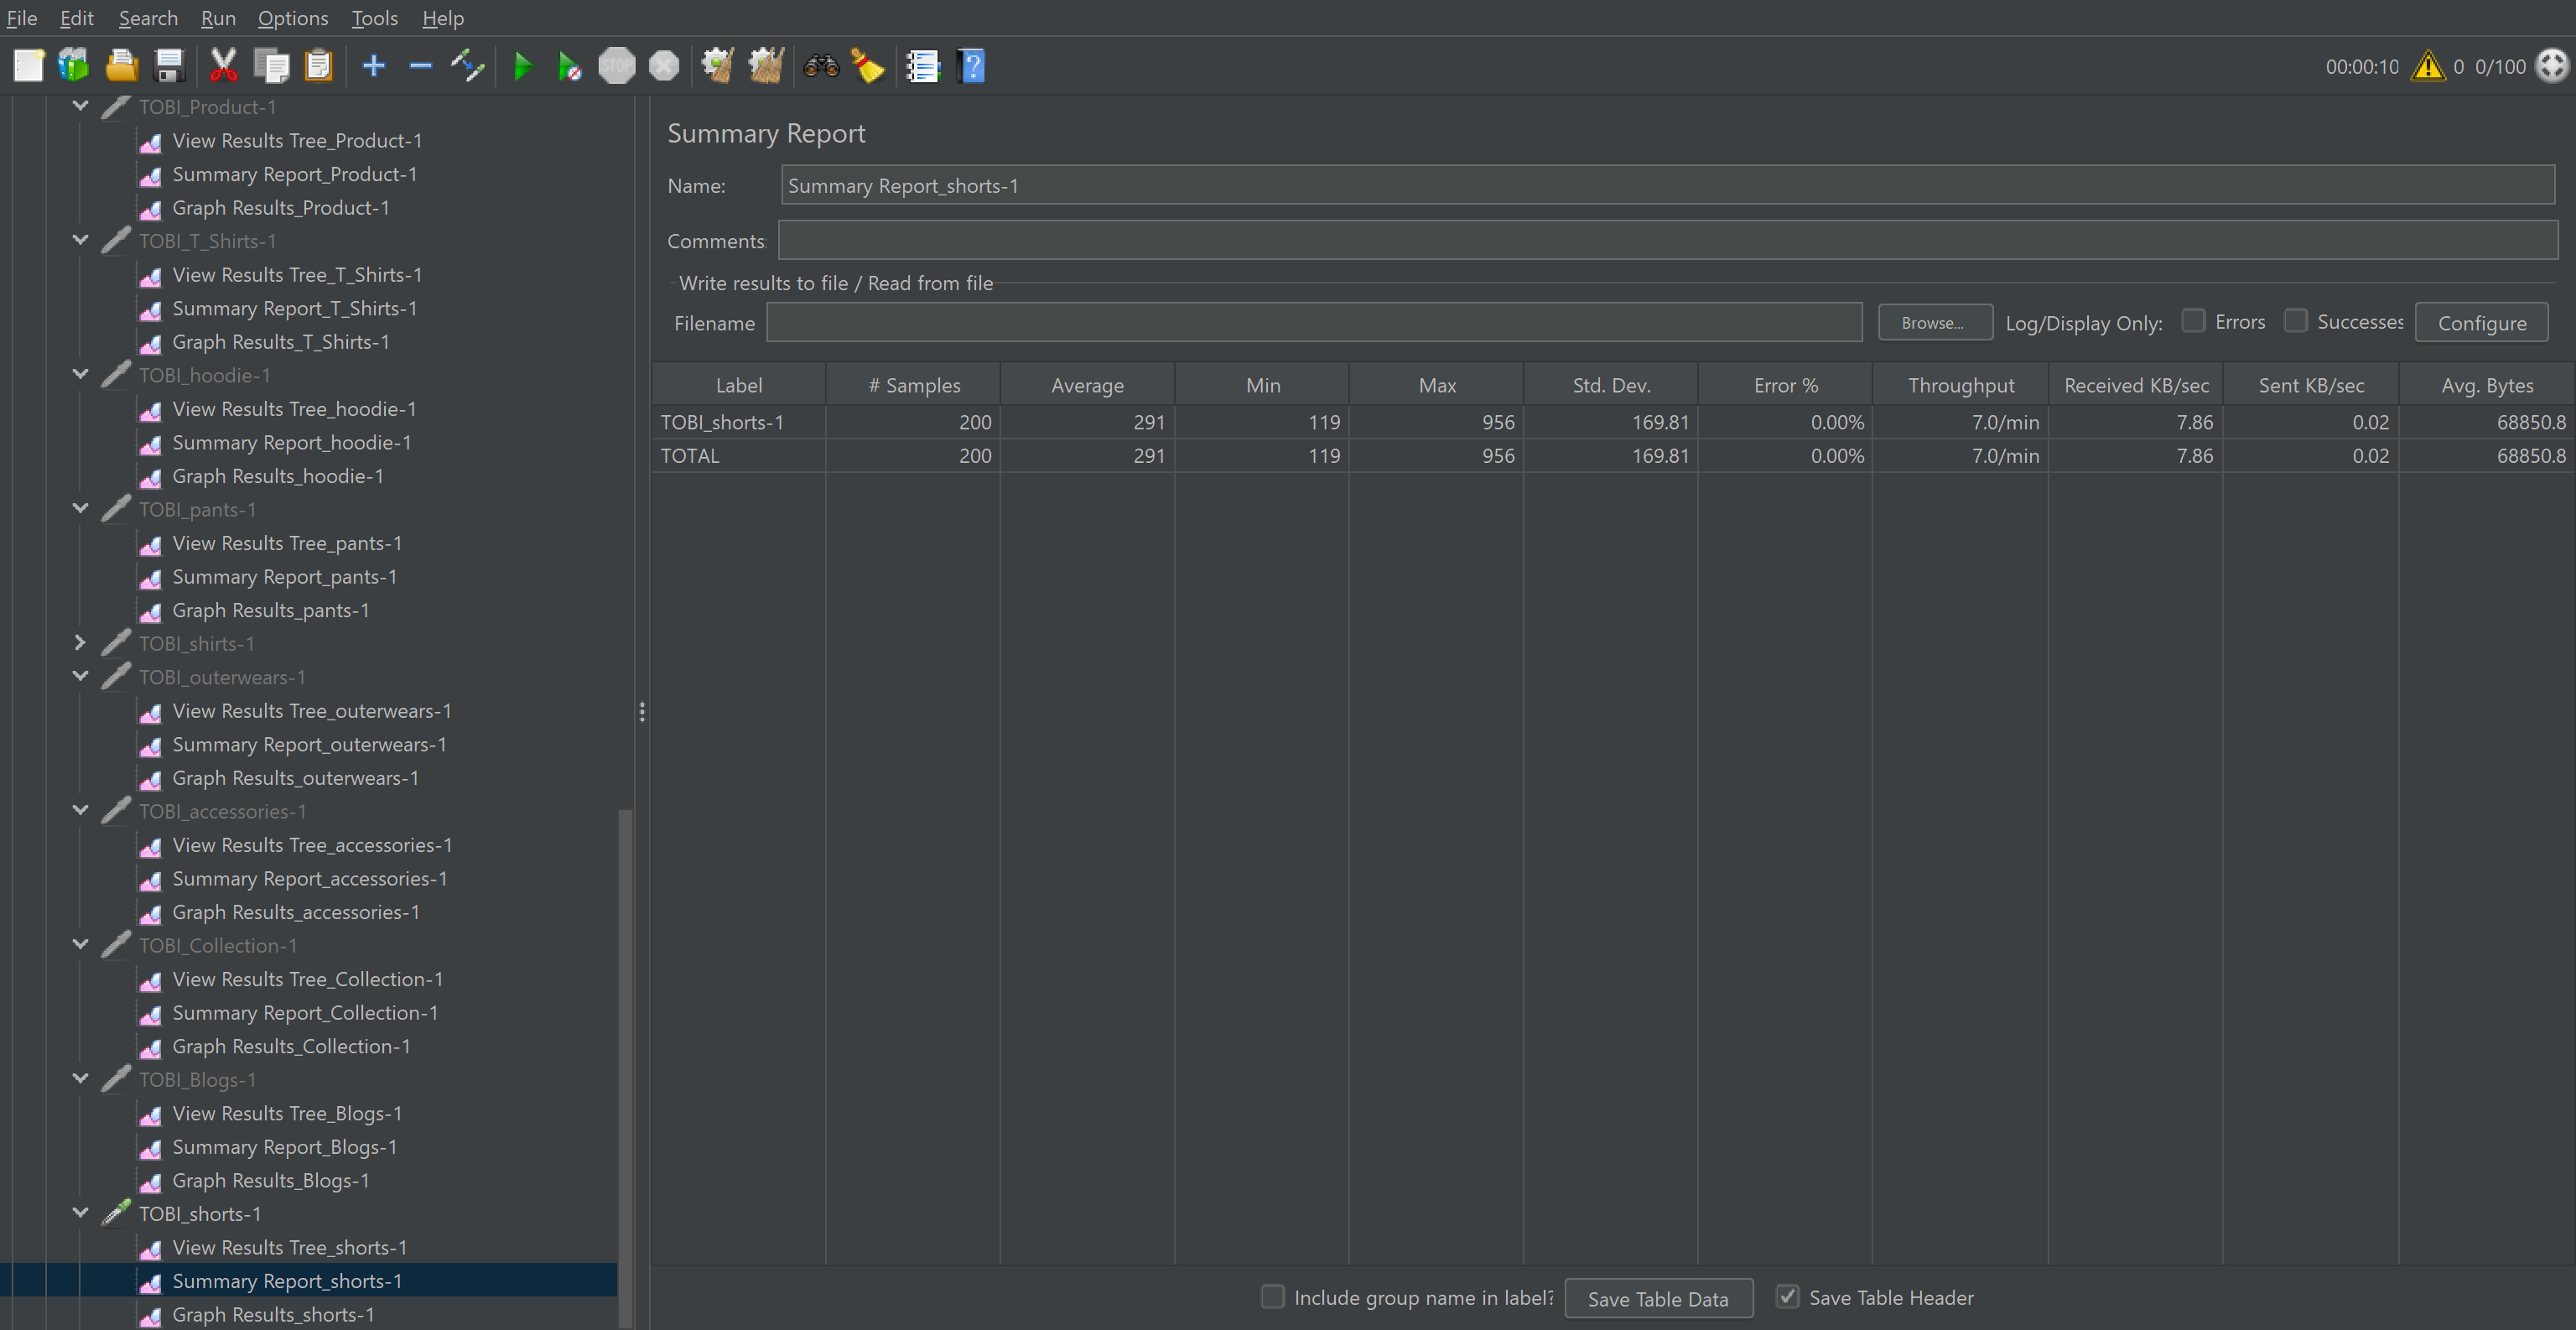 File Edit Search Run Options Tools Help
STOP
00:00:10 0 0/100
TOBI_Product-1
View Results Tree_Product-1
Summary Report_Product-1
Graph Results_Product-1
TOBI_T_Shirts-1
View Results Tree_T_Shirts-1
Summary Report_T_Shirts-1
Graph Results_T_Shirts-1
TOBI_hoodie-1
View Results Tree_hoodie-1
Summary Report_hoodie-1
Graph Results_hoodie-1
TOBI_pants-1
View Results Tree_pants-1
Summary Report_pants-1
Graph Results_pants-1
TOBI_shirts-1
TOBI_outerwears-1
View Results Tree_outerwears-1
Summary Report_outerwears-1
Graph Results_outerwears-1
TOBI_accessories-1
View Results Tree_accessories-1
Summary Report_accessories-1
Graph Results_accessories-1
TOBI_Collection-1
View Results Tree_Collection-1
Summary Report_Collection-1
Graph Results_Collection-1
TOBI_Blogs-1
View Results Tree_Blogs-1
Summary Report_Blogs-1
Graph Results_Blogs-1
TOBI_shorts-1
View Results Tree_shorts-1
Summary Report_shorts-1
Graph Results_shorts-1
Summary Report
Name: Summary Report_shorts-1
Comments:
Write results to file / Read from file
Filename Browse... Log/Display Only: Errors Successes Configure
Label # Samples Average Min Max Std. Dev. Error % Throughput Received KB/sec Sent KB/sec Avg. Bytes
TOBI_shorts-1 200 291 119 956 169.81 0.00% 7.0/min 7.86 0.02 68850.8
TOTAL 200 291 119 956 169.81 0.00% 7.0/min 7.86 0.02 68850.8
Include group name in label? Save Table Data Save Table Header